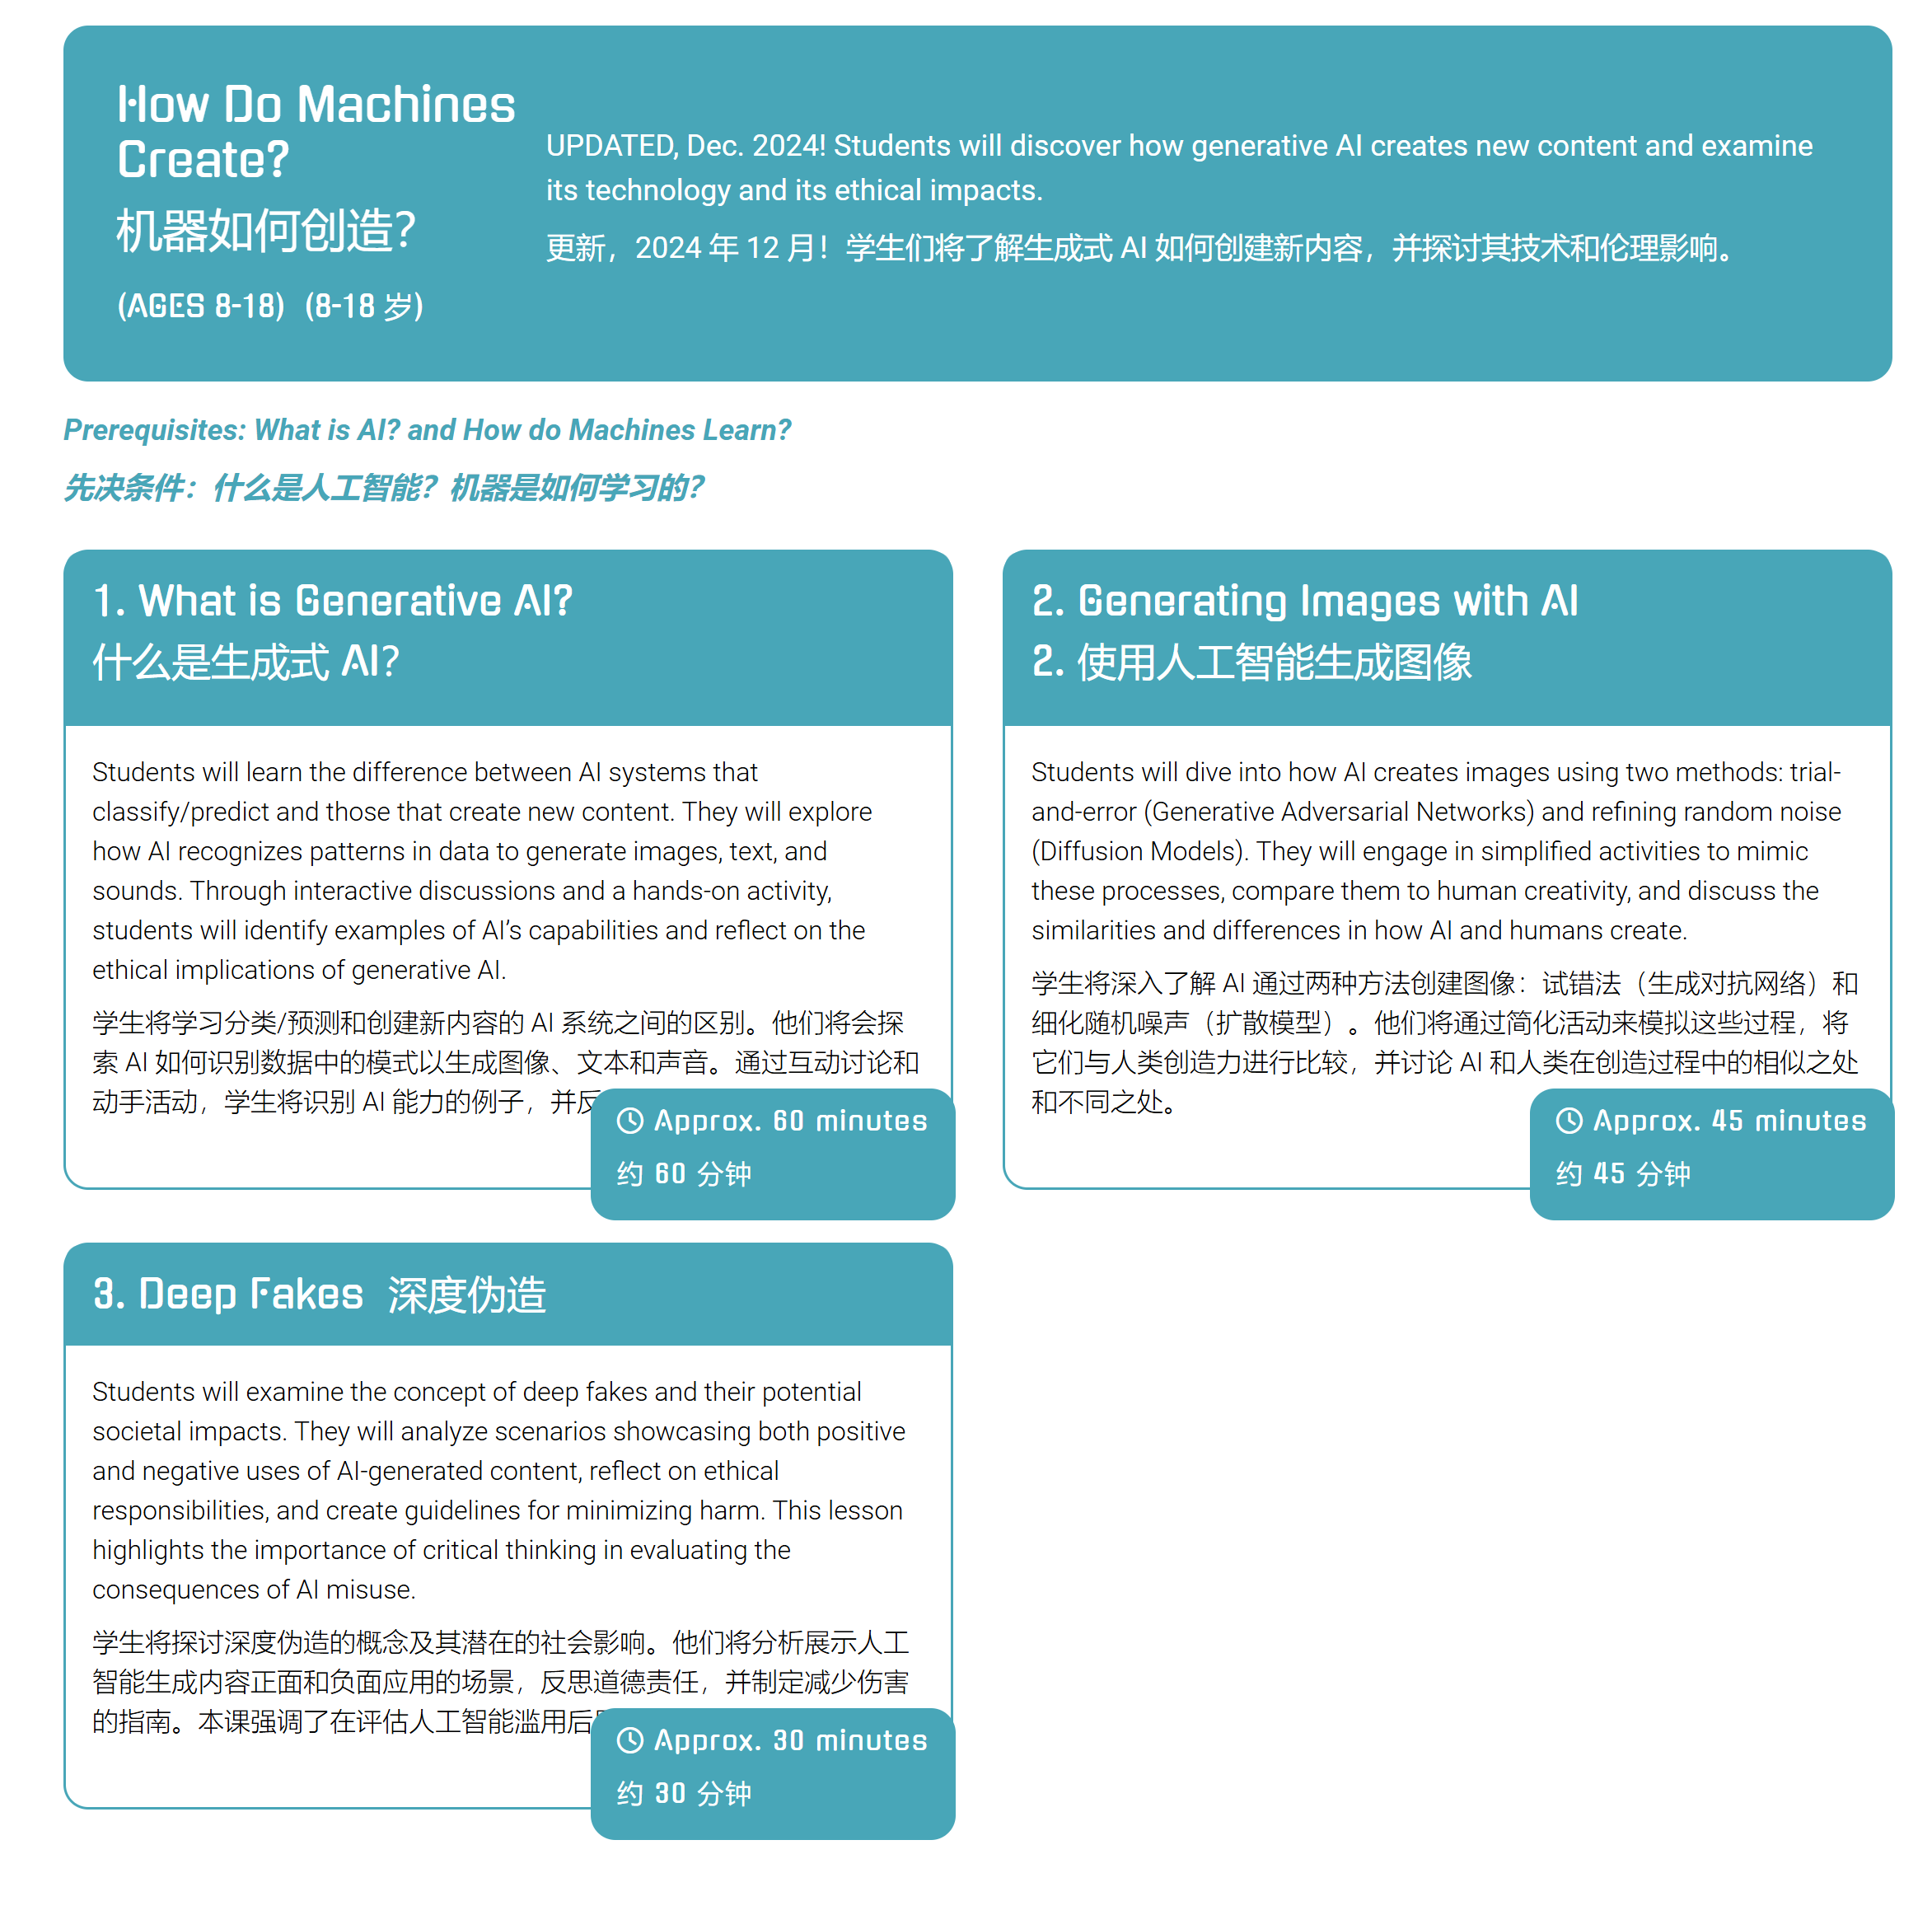 How Do Machines
Create?
机器如何创造？
(AGES 8-18) (8-18 岁)
UPDATED, Dec. 2024! Students will discover how generative AI creates new content and examine
its technology and its ethical impacts.
更新，2024 年 12 月！学生们将了解生成式 AI 如何创建新内容，并探讨其技术和伦理影响。
Prerequisites: What is AI? and How do Machines Learn?
先决条件：什么是人工智能？机器是如何学习的？
1. What is Generative AI?
什么是生成式 AI？
Students will learn the difference between AI systems that
classify/predict and those that create new content. They will explore
how AI recognizes patterns in data to generate images, text, and
sounds. Through interactive discussions and a hands-on activity,
students will identify examples of AI's capabilities and reflect on the
ethical implications of generative AI.
学生将学习分类/预测和创建新内容的 AI 系统之间的区别。他们将会探
索 AI 如何识别数据中的模式以生成图像、文本和声音。通过互动讨论和
动手活动，学生将识别 AI 能力的例子，并反
Approx. 60 minutes
约 60 分钟
2. Generating Images with AI
2. 使用人工智能生成图像
Students will dive into how AI creates images using two methods: trial-
and-error (Generative Adversarial Networks) and refining random noise
(Diffusion Models). They will engage in simplified activities to mimic
these processes, compare them to human creativity, and discuss the
similarities and differences in how AI and humans create.
学生将深入了解 AI 通过两种方法创建图像：试错法（生成对抗网络）和
细化随机噪声（扩散模型）。他们将通过简化活动来模拟这些过程，将
它们与人类创造力进行比较，并讨论 AI 和人类在创造过程中的相似之处
和不同之处。
Approx. 45 minutes
约 45 分钟
3. Deep Fakes 深度伪造
Students will examine the concept of deep fakes and their potential
societal impacts. They will analyze scenarios showcasing both positive
and negative uses of AI-generated content, reflect on ethical
responsibilities, and create guidelines for minimizing harm. This lesson
highlights the importance of critical thinking in evaluating the
consequences of AI misuse.
学生将探讨深度伪造的概念及其潜在的社会影响。他们将分析展示人工
智能生成内容正面和负面应用的场景，反思道德责任，并制定减少伤害
的指南。本课强调了在评估人工智能滥用后
Approx. 30 minutes
约 30 分钟